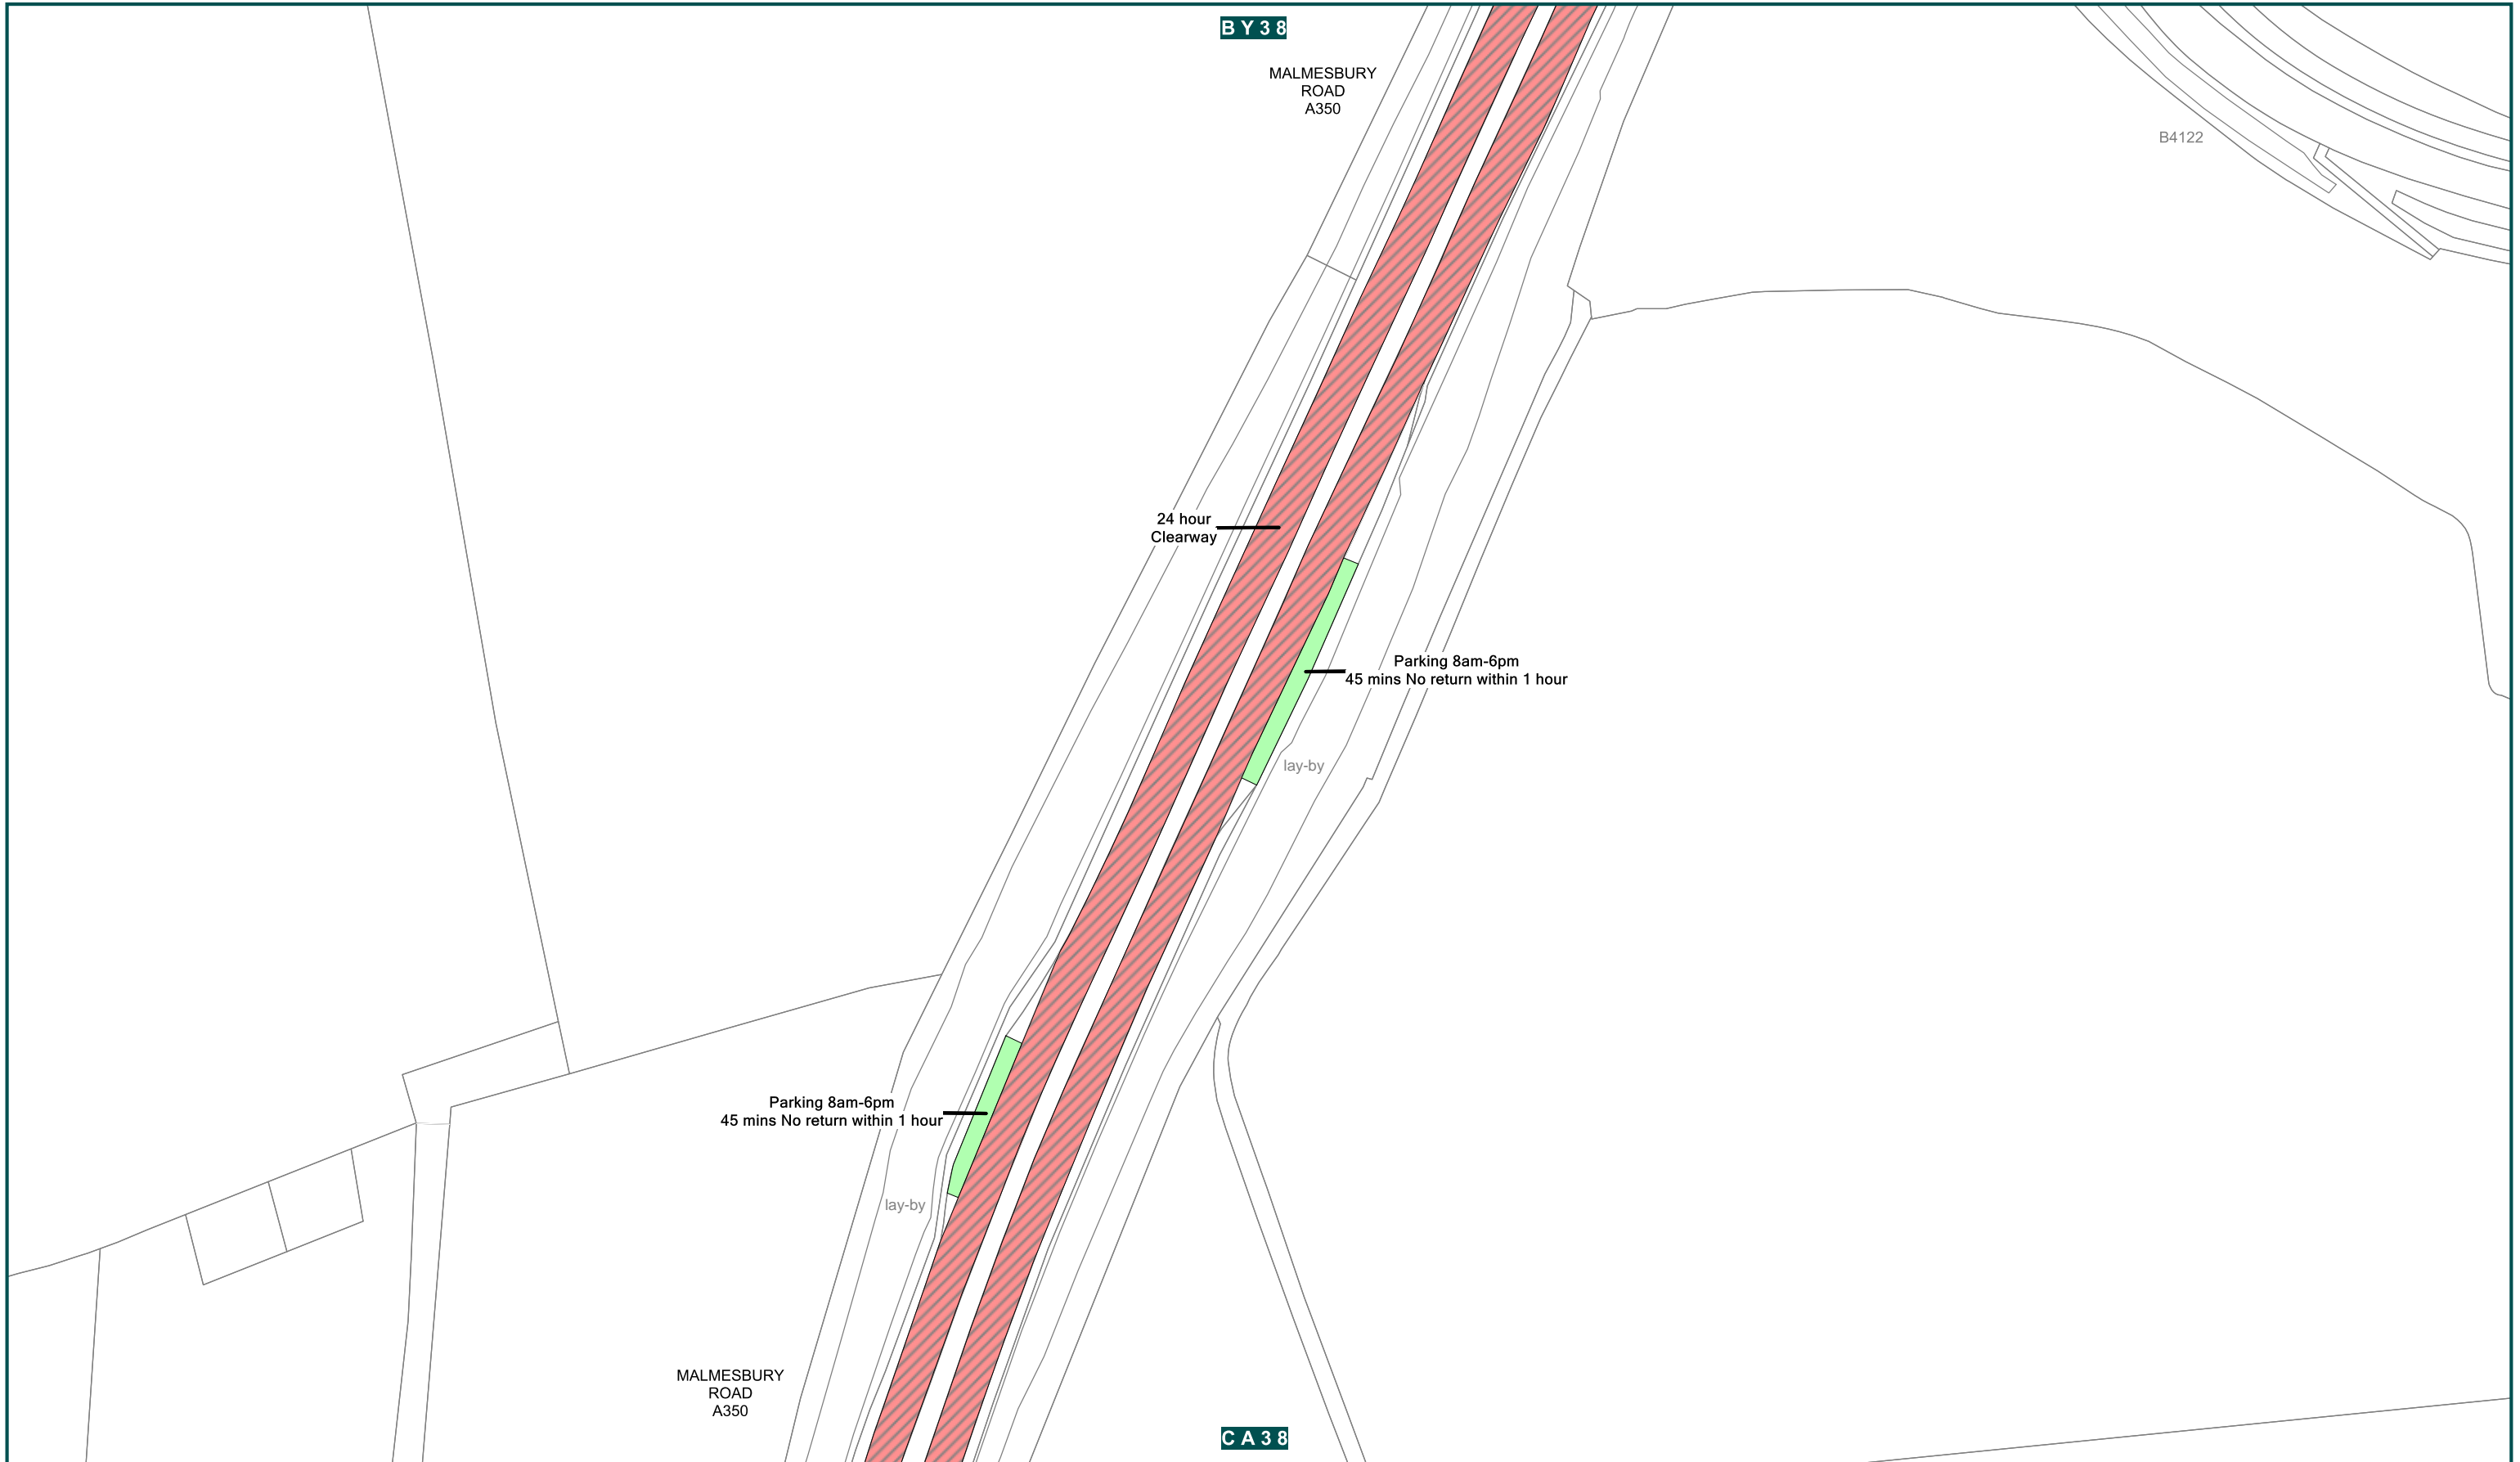 BY38
MALMESBURY
ROAD
A350
B4122
24 hour
Clearway
Parking 8am-6pm
45 mins No return within 1 hour
lay-by
Parking 8am-6pm
45 mins No return within 1 hour
lay-by
MALMESBURY
ROAD
A350
CA38